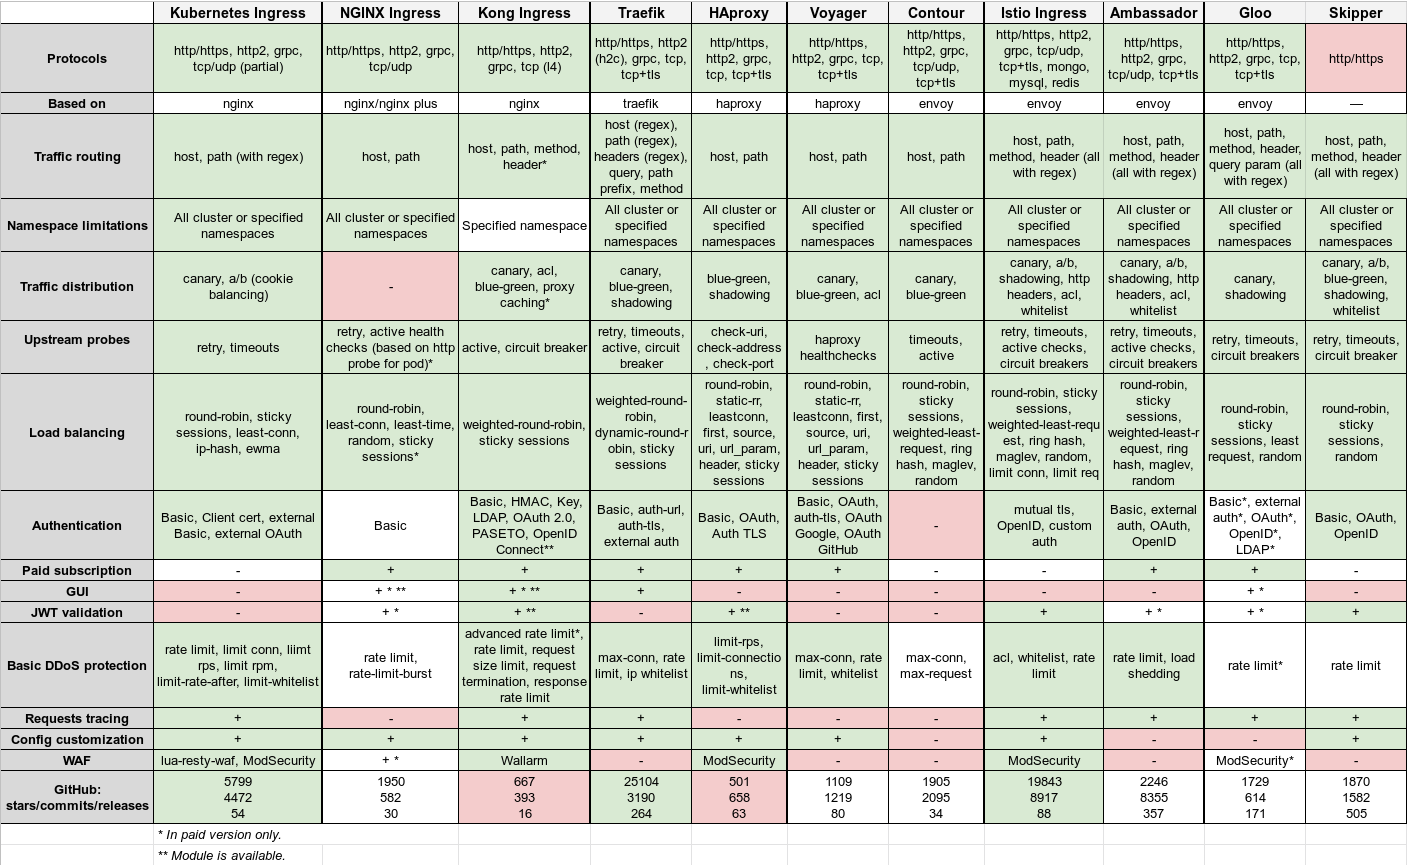 Kubernetes Ingress NGINX Ingress Kong Ingress Traefik HAproxy Voyager Contour Istio Ingress Ambassador Gloo Skipper
Protocols
http/https, http2, grpc,
tcp/udp (partial)
http/https, http2, grpc,
tcp/udp
http/https, http2,
grpc, tcp (l4)
http/https, http2
(h2c), grpc, tcp,
tcp+tls
http/https,
http2, grpc,
tcp, tcp+tls
http/https,
http2, grpc, tcp,
tcp+tls
http/https,
http2, grpc,
tcp/udp,
tcp+tls
http/https, http2,
grpc, tcp/udp,
tcp+tls, mongo,
mysql, redis
http/https,
http2, grpc,
tcp/udp, tcp+tls
http/https,
http2, grpc, tcp,
tcp+tls
http/https
Based on nginx nginx/nginx plus nginx traefik haproxy haproxy envoy envoy envoy envoy —
Traffic routing
host, path (with regex)
host, path
host, path, method,
header*
host (regex),
path (regex),
headers (regex),
query, path
prefix, method
host, path
host, path
host, path
host, path,
method, header (all
with regex)
host, path,
method, header
(all with regex)
host, path,
method, header,
query param (all
with regex)
host, path,
method, header
(all with regex)
Namespace limitations
All cluster or specified
namespaces
All cluster or specified
namespaces
Specified namespace
All cluster or
specified
namespaces
All cluster or
specified
namespaces
All cluster or
specified
namespaces
All cluster or
specified
namespaces
All cluster or
specified
namespaces
All cluster or
specified
namespaces
All cluster or
specified
namespaces
All cluster or
specified
namespaces
Traffic distribution
canary, a/b (cookie
balancing)
-
canary, acl,
blue-green, proxy
caching*
canary,
blue-green,
shadowing
blue-green,
shadowing
canary,
blue-green, acl
canary,
blue-green
canary, a/b,
shadowing, http
headers, acl,
whitelist
canary, a/b,
shadowing, http
headers, acl,
whitelist
canary,
shadowing
canary, a/b,
blue-green,
shadowing,
whitelist
Upstream probes
retry, timeouts
retry, active health
checks (based on http
probe for pod)*
active, circuit breaker
retry, timeouts,
active, circuit
breaker
check-uri,
check-address
, check-port
haproxy
healthchecks
timeouts,
active
retry, timeouts,
active checks,
circuit breakers
retry, timeouts,
active checks,
circuit breakers
retry, timeouts,
circuit breakers
retry, timeouts,
circuit breaker
Load balancing
round-robin, sticky
sessions, least-conn,
ip-hash, ewma
round-robin,
least-conn, least-time,
random, sticky
sessions*
weighted-round-robin,
sticky sessions
weighted-round-
robin,
dynamic-round-r
obin, sticky
sessions
round-robin,
static-rr,
leastconn,
first, source,
uri, url_param,
header, sticky
sessions
round-robin,
static-rr,
leastconn, first,
source, uri,
url_param,
header, sticky
sessions
round-robin,
sticky
sessions,
weighted-least-
request, ring
hash, maglev,
random
round-robin, sticky
sessions,
weighted-least-requ
est, ring hash,
maglev, random,
limit conn, limit req
round-robin,
sticky
sessions,
weighted-least-r
equest, ring
hash, maglev,
random
round-robin,
sticky
sessions, least
request, random
round-robin,
sticky
sessions,
random
Authentication
Basic, Client cert, external
Basic, external OAuth
Basic
Basic, HMAC, Key,
LDAP, OAuth 2.0,
PASETO, OpenID
Connect**
Basic, auth-url,
auth-tls,
external auth
Basic, OAuth,
Auth TLS
Basic, OAuth,
auth-tls, OAuth
Google, OAuth
GitHub
-
mutual tls,
OpenID, custom
auth
Basic, external
auth, OAuth,
OpenID
Basic*, external
auth*, OAuth*,
OpenID*,
LDAP*
Basic, OAuth,
OpenID
Paid subscription - + + + + + - - + + -
GUI - + * ** + * ** + - - - - - + * -
JWT validation - + * + ** - + ** - - + + * + * +
Basic DDoS protection
rate limit, limit conn, liimt
rps, limit rpm,
limit-rate-after, limit-whitelist
rate limit,
rate-limit-burst
advanced rate limit*,
rate limit, request
size limit, request
termination, response
rate limit
max-conn, rate
limit, ip whitelist
limit-rps,
limit-connectio
ns,
limit-whitelist
max-conn, rate
limit, whitelist
max-conn,
max-request
acl, whitelist, rate
limit
rate limit, load
shedding
rate limit*
rate limit
Requests tracing + - + + - - - + + + +
Config customization + + + + + + - + - - +
WAF lua-resty-waf, ModSecurity + * Wallarm - ModSecurity - - ModSecurity - ModSecurity* -
GitHub:
stars/commits/releases
5799 1950 667 25104 501 1109 1905 19843 2246 1729 1870
4472 582 393 3190 658 1219 2095 8917 8355 614 1582
54 30 16 264 63 80 34 88 357 171 505
* In paid version only.
** Module is available.